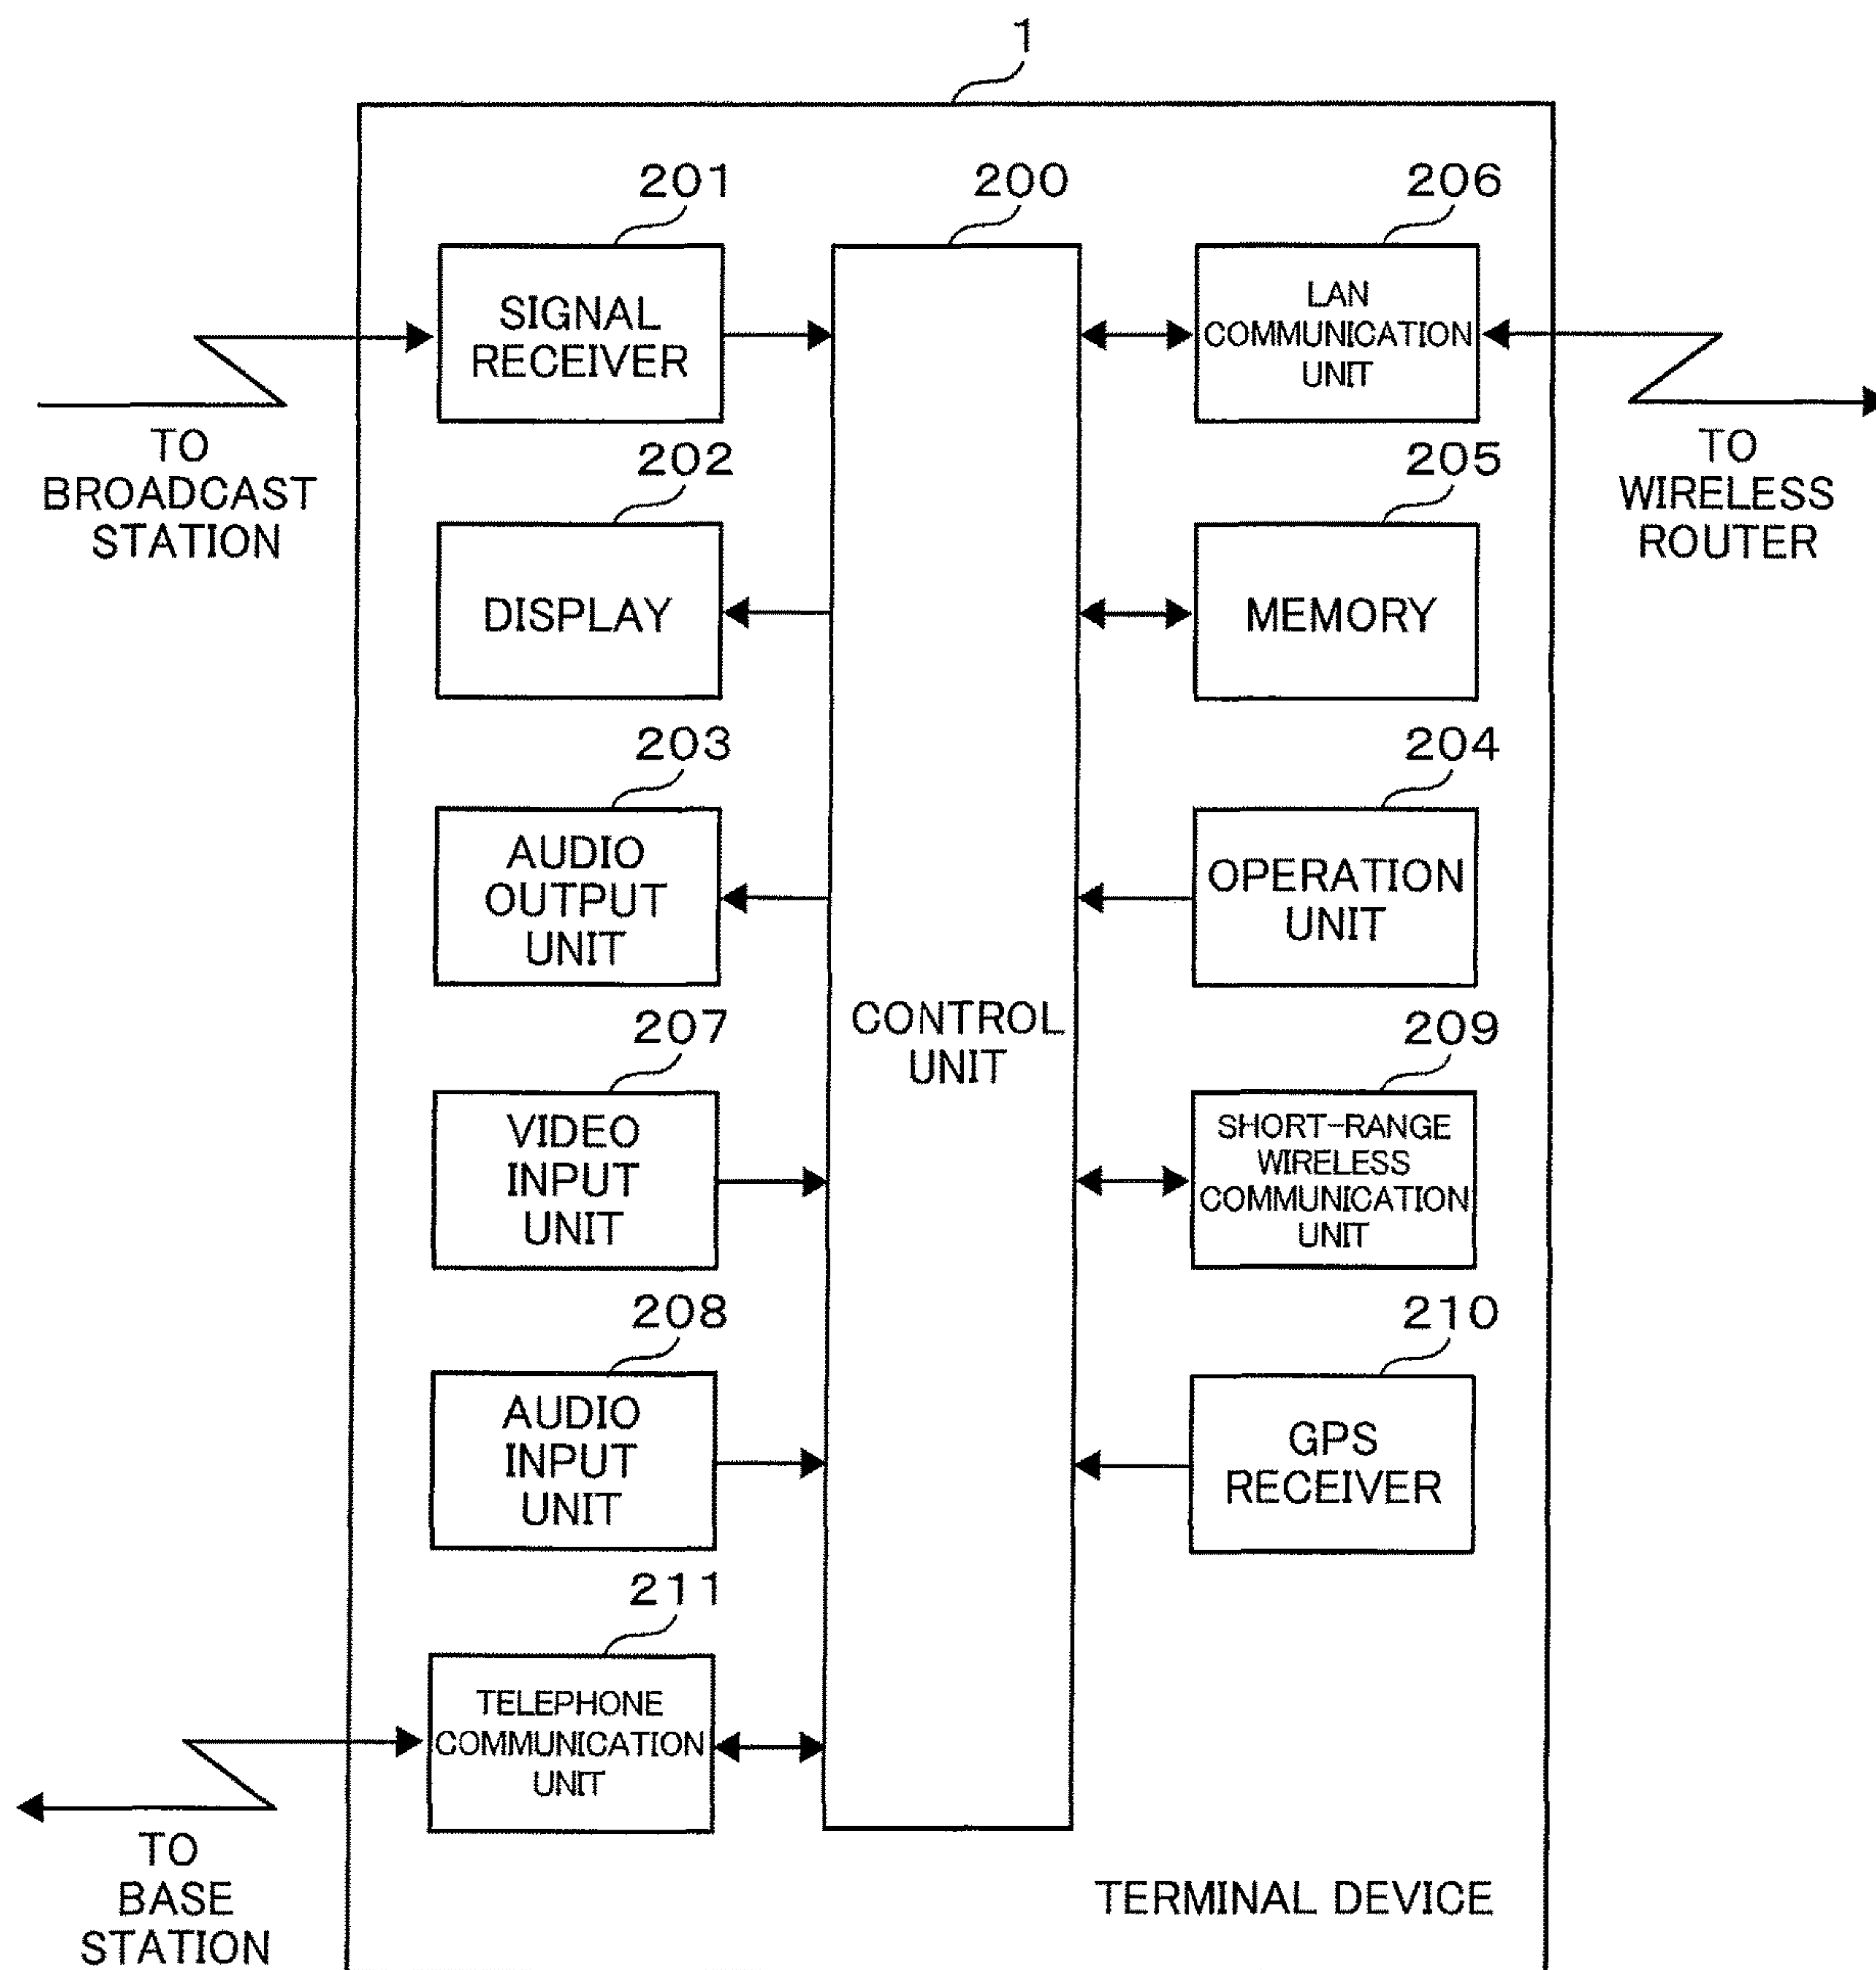 1
201
200
206
SIGNAL
RECEIVER
LAN
COMMUNICATION
UNIT
TO
BROADCAST
STATION
TO
WIRELESS
ROUTER
202
205
DISPLAY
MEMORY
203
204
AUDIO
OUTPUT
UNIT
OPERATION
UNIT
CONTROL
UNIT
207
209
VIDEO
INPUT
UNIT
SHORT-RANGE
WIRELESS
COMMUNICATION
UNIT
208
210
AUDIO
INPUT
UNIT
GPS
RECEIVER
211
TELEPHONE
COMMUNICATION
UNIT
TO
BASE
STATION
TERMINAL DEVICE